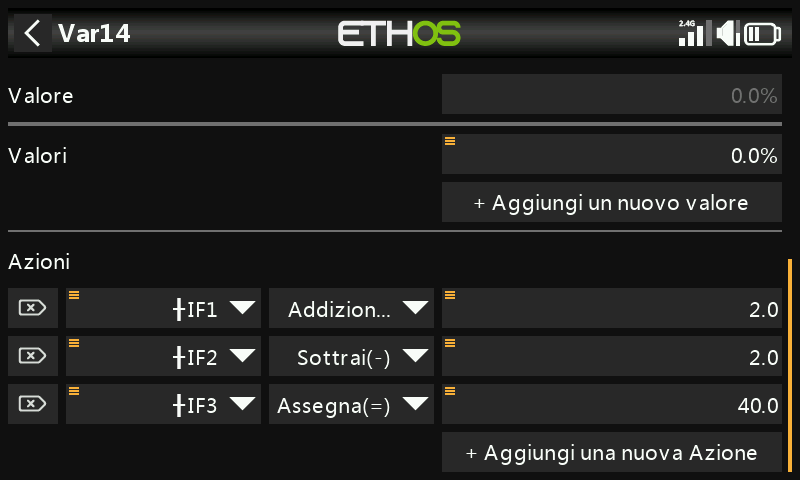 Var14 ETHOS 2.4G
Valore 0.0%
Valori 0.0%
+ Aggiungi un nuovo valore
Azioni
IF1 Addizion... 2.0
IF2 Sottrai(-) 2.0
IF3 Assegna(=) 40.0
+ Aggiungi una nuova Azione